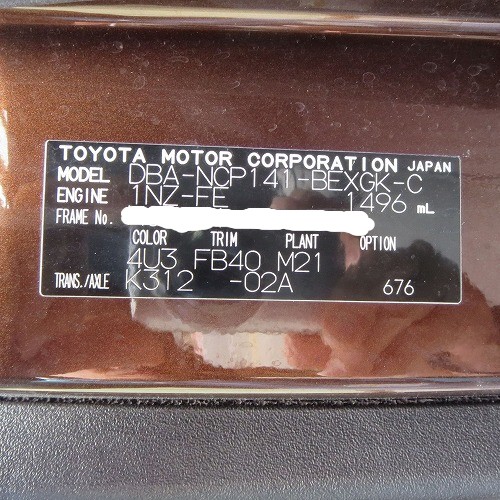 TOYOTA MOTOR CORPORATION JAPAN
MODEL DBA-NCP141-BEXGK-C
ENGINE 1NZ-FE 1496 mL
FRAME No.
COLOR TRIM PLANT OPTION
4U3 FB40 M21
TRANS./AXLE K312 -02A 676